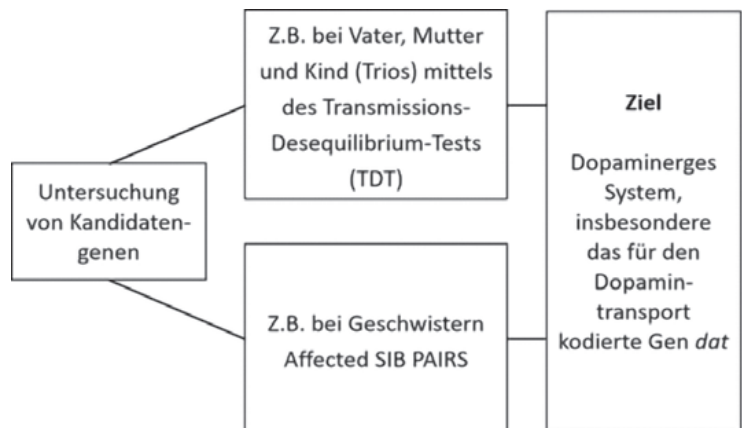 Untersuchung
von Kandidaten-
genen
Z.B. bei Vater, Mutter
und Kind (Trios) mittels
des Transmissions-
Desequilibrium-Tests
(TDT)
Z.B. bei Geschwistern
Affected SIB PAIRS
Ziel
Dopaminerges
System,
insbesondere
das für den
Dopamin-
transport
kodierte Gen dat